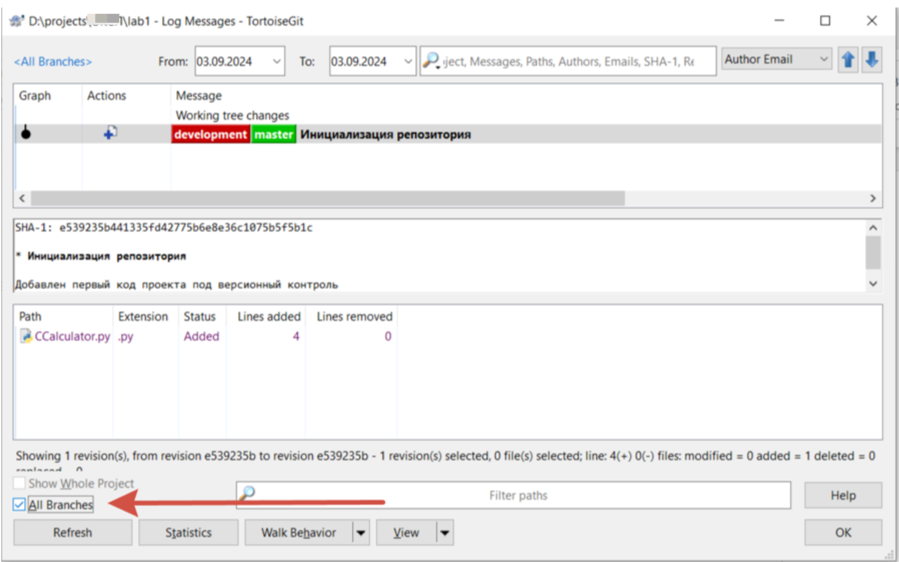 D:\projects\ \lab1 - Log Messages - TortoiseGit
<All Branches> From: 03.09.2024 To: 03.09.2024 ject, Messages, Paths, Authors, Emails, SHA-1, Re Author Email
Graph Actions Message
Working tree changes
development master Инициализация репозитория
SHA-1: e539235b441335fd42775b6e8e36c1075b5f5b1c
* Инициализация репозитория
Добавлен первый код проекта под версионный контроль
Path Extension Status Lines added Lines removed
CCalculator.py .py Added 4 0
Showing 1 revision(s), from revision e539235b to revision e539235b - 1 revision(s) selected, 0 file(s) selected; line: 4(+) 0(-) files: modified = 0 added = 1 deleted = 0
replaced = 0
Show Whole Project
All Branches Filter paths Help
Refresh Statistics Walk Behavior View OK